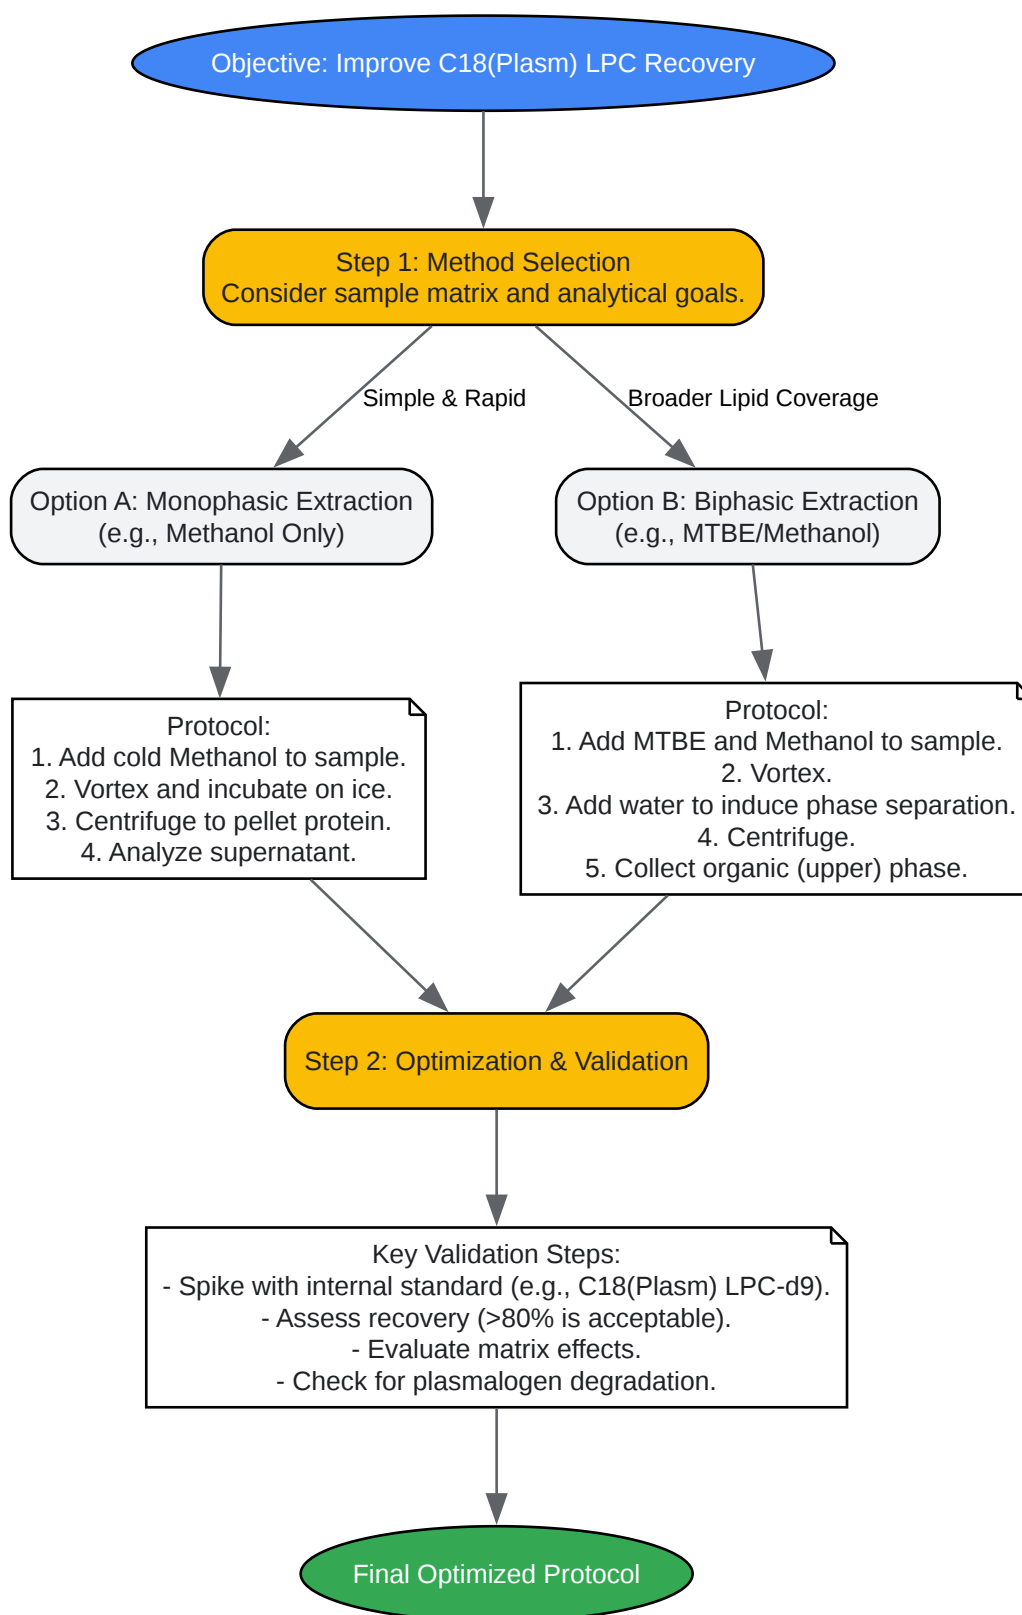 Objective: Improve C18(Plasm) LPC Recovery
Step 1: Method Selection
Consider sample matrix and analytical goals.
Simple & Rapid
Broader Lipid Coverage
Option A: Monophasic Extraction
(e.g., Methanol Only)
Option B: Biphasic Extraction
(e.g., MTBE/Methanol)
Protocol:
1. Add cold Methanol to sample.
2. Vortex and incubate on ice.
3. Centrifuge to pellet protein.
4. Analyze supernatant.
Protocol:
1. Add MTBE and Methanol to sample.
2. Vortex.
3. Add water to induce phase separation.
4. Centrifuge.
5. Collect organic (upper) phase.
Step 2: Optimization & Validation
Key Validation Steps:
- Spike with internal standard (e.g., C18(Plasm) LPC-d9).
- Assess recovery (>80% is acceptable).
- Evaluate matrix effects.
- Check for plasmalogen degradation.
Final Optimized Protocol